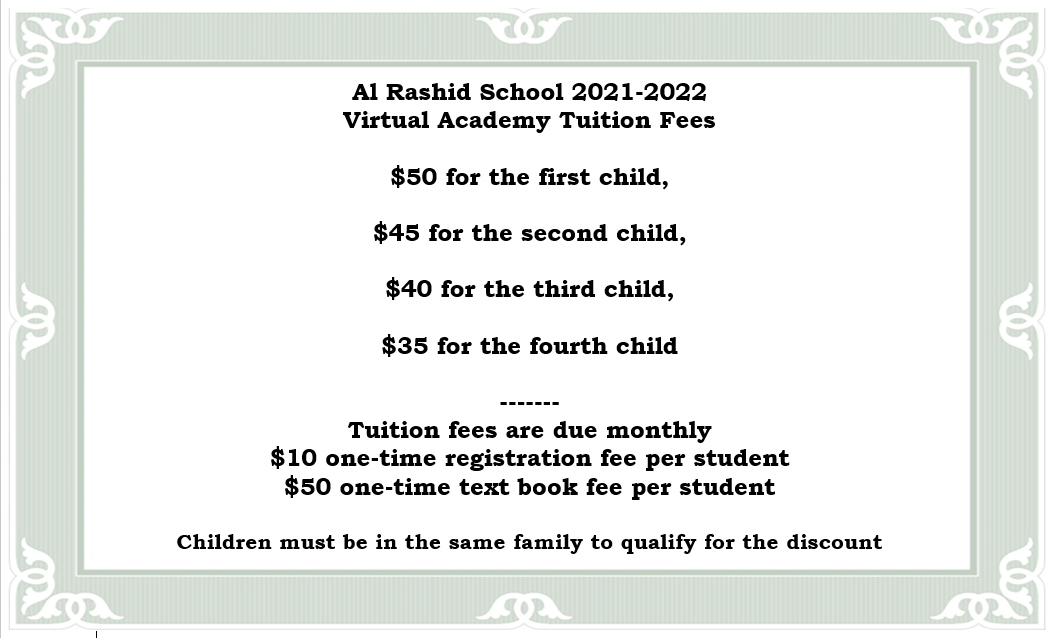 Al Rashid School 2021-2022
Virtual Academy Tuition Fees
$50 for the first child,
$45 for the second child,
$40 for the third child,
$35 for the fourth child
-------
Tuition fees are due monthly
$10 one-time registration fee per student
$50 one-time text book fee per student
Children must be in the same family to qualify for the discount